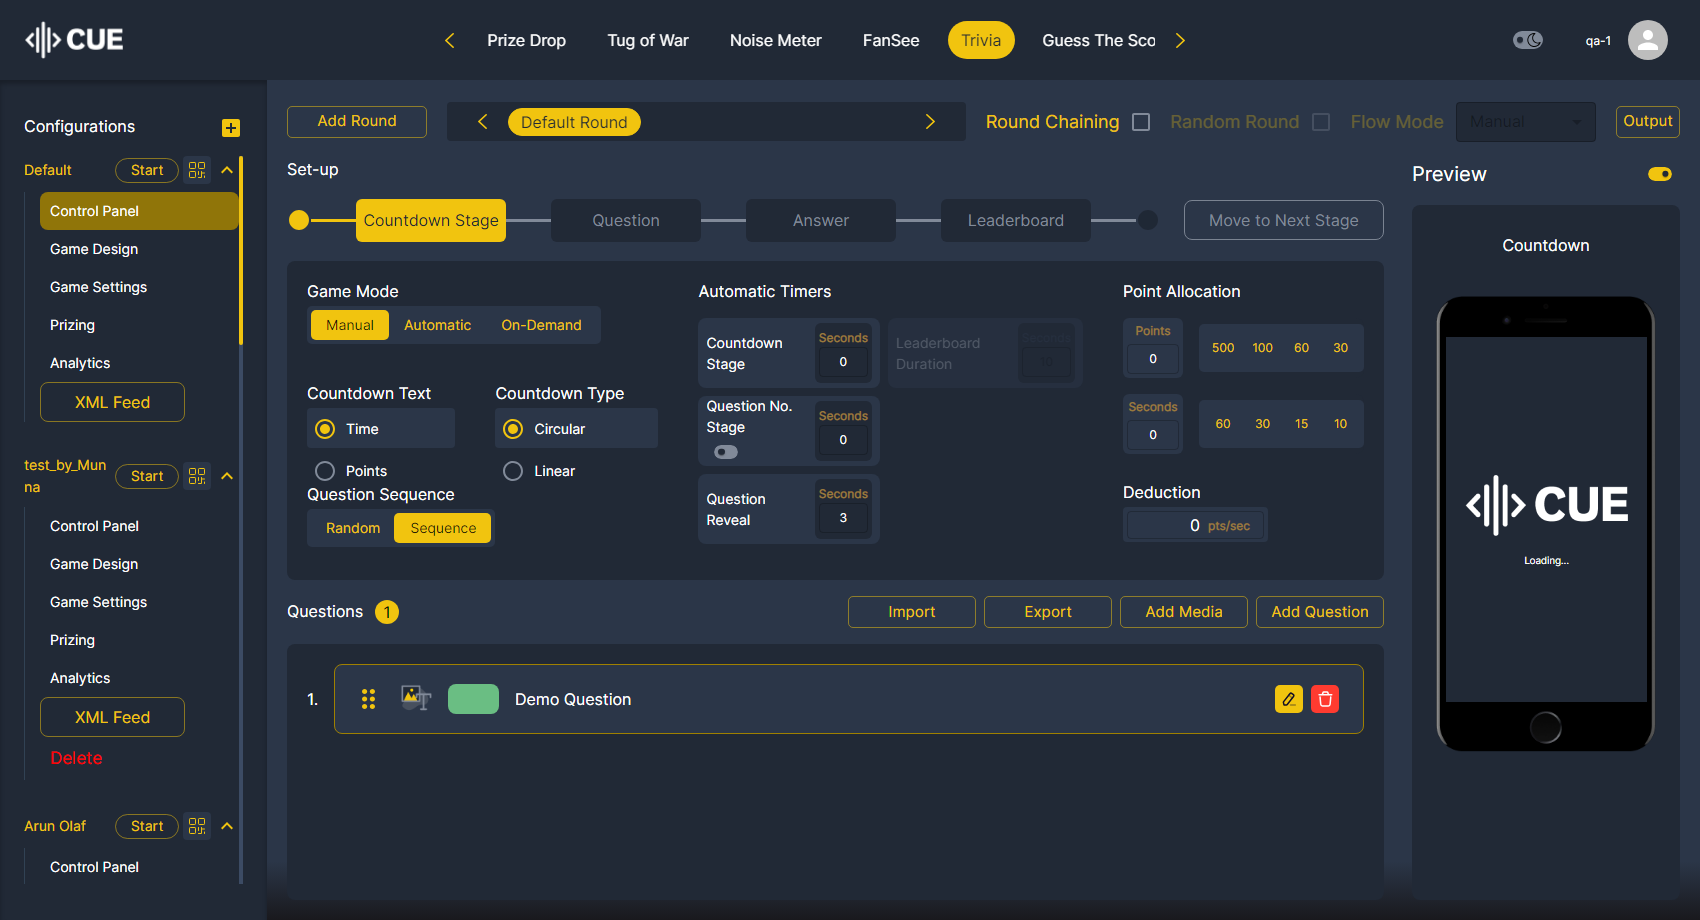 CUE
Prize Drop
Tug of War
Noise Meter
FanSee
Trivia
Guess The Sco
qa-1
Configurations
Default
Start
Control Panel
Game Design
Game Settings
Prizing
Analytics
XML Feed
test_by_Mun
na
Start
Control Panel
Game Design
Game Settings
Prizing
Analytics
XML Feed
Delete
Arun Olaf
Start
Control Panel
Add Round
Default Round
Round Chaining
Random Round
Flow Mode
Manual
Output
Set-up
Countdown Stage
Question
Answer
Leaderboard
Move to Next Stage
Game Mode
Manual
Automatic
On-Demand
Countdown Text
Time
Points
Countdown Type
Circular
Linear
Question Sequence
Random
Sequence
Automatic Timers
Countdown
Stage
Seconds
0
Leaderboard
Duration
Seconds
10
Question No.
Stage
Seconds
0
Question
Reveal
Seconds
3
Point Allocation
Points
0
500
100
60
30
Seconds
0
60
30
15
10
Deduction
0 pts/sec
Questions
1
Import
Export
Add Media
Add Question
1.
Demo Question
Preview
Countdown
CUE
Loading...